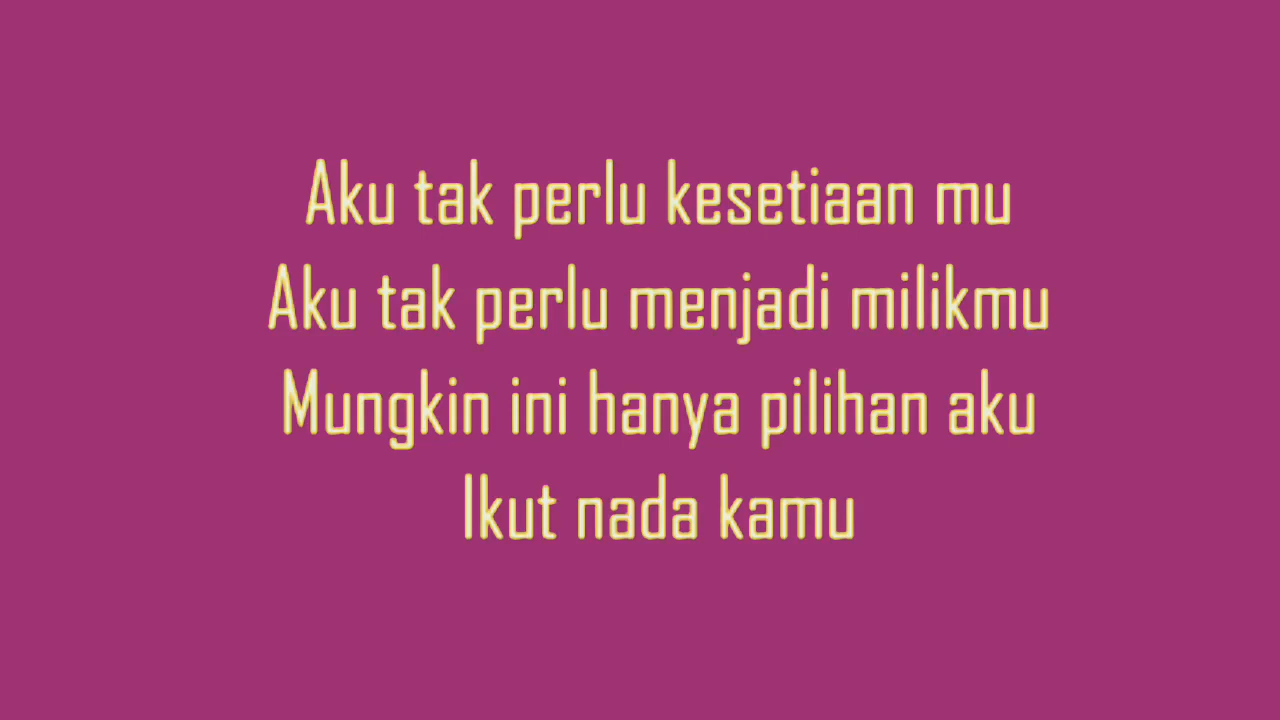 Aku tak perlu kesetiaan mu
Aku tak perlu menjadi milikmu
Mungkin ini hanya pilihan aku
Ikut nada kamu